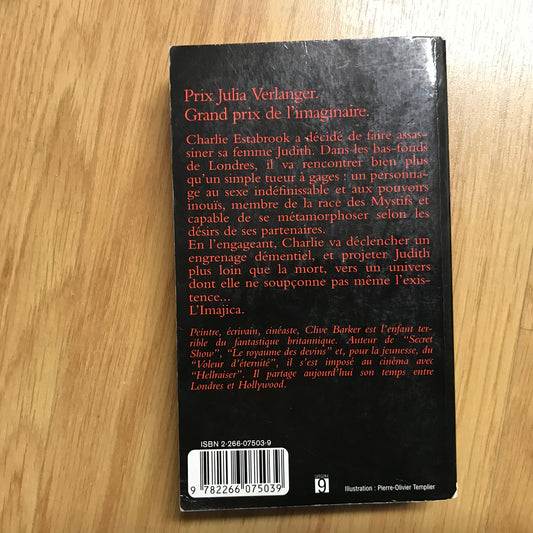 Prix Julia Verlanger.
Grand prix de l'imaginaire.
Charlie Estabrook a décidé de faire assas-
siner sa femme Judith. Dans les bas-fonds
de Londres, il va rencontrer bien plus
qu'un simple tueur à gages : un personna-
ge au sexe indéfinissable et aux pouvoirs
inouïs, membre de la race des Mystifs et
capable de se métamorphoser selon les
désirs de ses partenaires.
En l'engageant, Charlie va déclencher un
engrenage démentiel, et projeter Judith
plus loin que la mort, vers un univers
dont elle ne soupçonne pas même l'exis-
tence...
L'Imajica.
Peintre, écrivain, cinéaste, Clive Barker est l'enfant ter-
rible du fantastique britannique. Auteur de "Secret
Show", "Le royaume des devins" et, pour la jeunesse, du
"Voleur d'éternité", il s'est imposé au cinéma avec
"Hellraiser". Il partage aujourd'hui son temps entre
Londres et Hollywood.
ISBN 2-266-07503-9
9 782266 075039
9
Illustration : Pierre-Olivier Templier